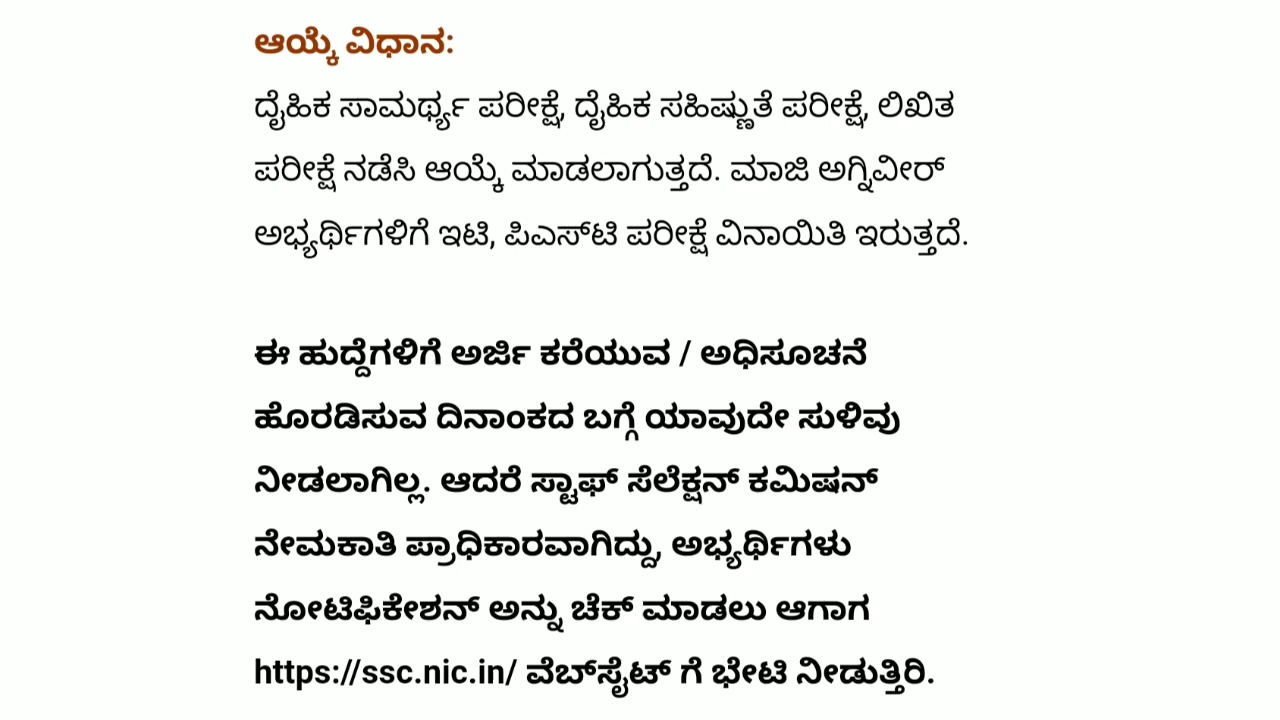 ಆಯ್ಕೆ ವಿಧಾನ:
ದೈಹಿಕ ಸಾಮರ್ಥ್ಯ ಪರೀಕ್ಷೆ, ದೈಹಿಕ ಸಹಿಷ್ಣುತೆ ಪರೀಕ್ಷೆ, ಲಿಖಿತ
ಪರೀಕ್ಷೆ ನಡೆಸಿ ಆಯ್ಕೆ ಮಾಡಲಾಗುತ್ತದೆ. ಮಾಜಿ ಅಗ್ನಿವೀರ್
ಅಭ್ಯರ್ಥಿಗಳಿಗೆ ಇಟಿ, ಪಿಎಸ್‌ಟಿ ಪರೀಕ್ಷೆ ವಿನಾಯಿತಿ ಇರುತ್ತದೆ.
ಈ ಹುದ್ದೆಗಳಿಗೆ ಅರ್ಜಿ ಕರೆಯುವ / ಅಧಿಸೂಚನೆ
ಹೊರಡಿಸುವ ದಿನಾಂಕದ ಬಗ್ಗೆ ಯಾವುದೇ ಸುಳಿವು
ನೀಡಲಾಗಿಲ್ಲ. ಆದರೆ ಸ್ಟಾಫ್ ಸೆಲೆಕ್ಷನ್ ಕಮಿಷನ್
ನೇಮಕಾತಿ ಪ್ರಾಧಿಕಾರವಾಗಿದ್ದು, ಅಭ್ಯರ್ಥಿಗಳು
ನೋಟಿಫಿಕೇಶನ್ ಅನ್ನು ಚೆಕ್ ಮಾಡಲು ಆಗಾಗ
https://ssc.nic.in/ ವೆಬ್‌ಸೈಟ್ ಗೆ ಭೇಟಿ ನೀಡುತ್ತಿರಿ.